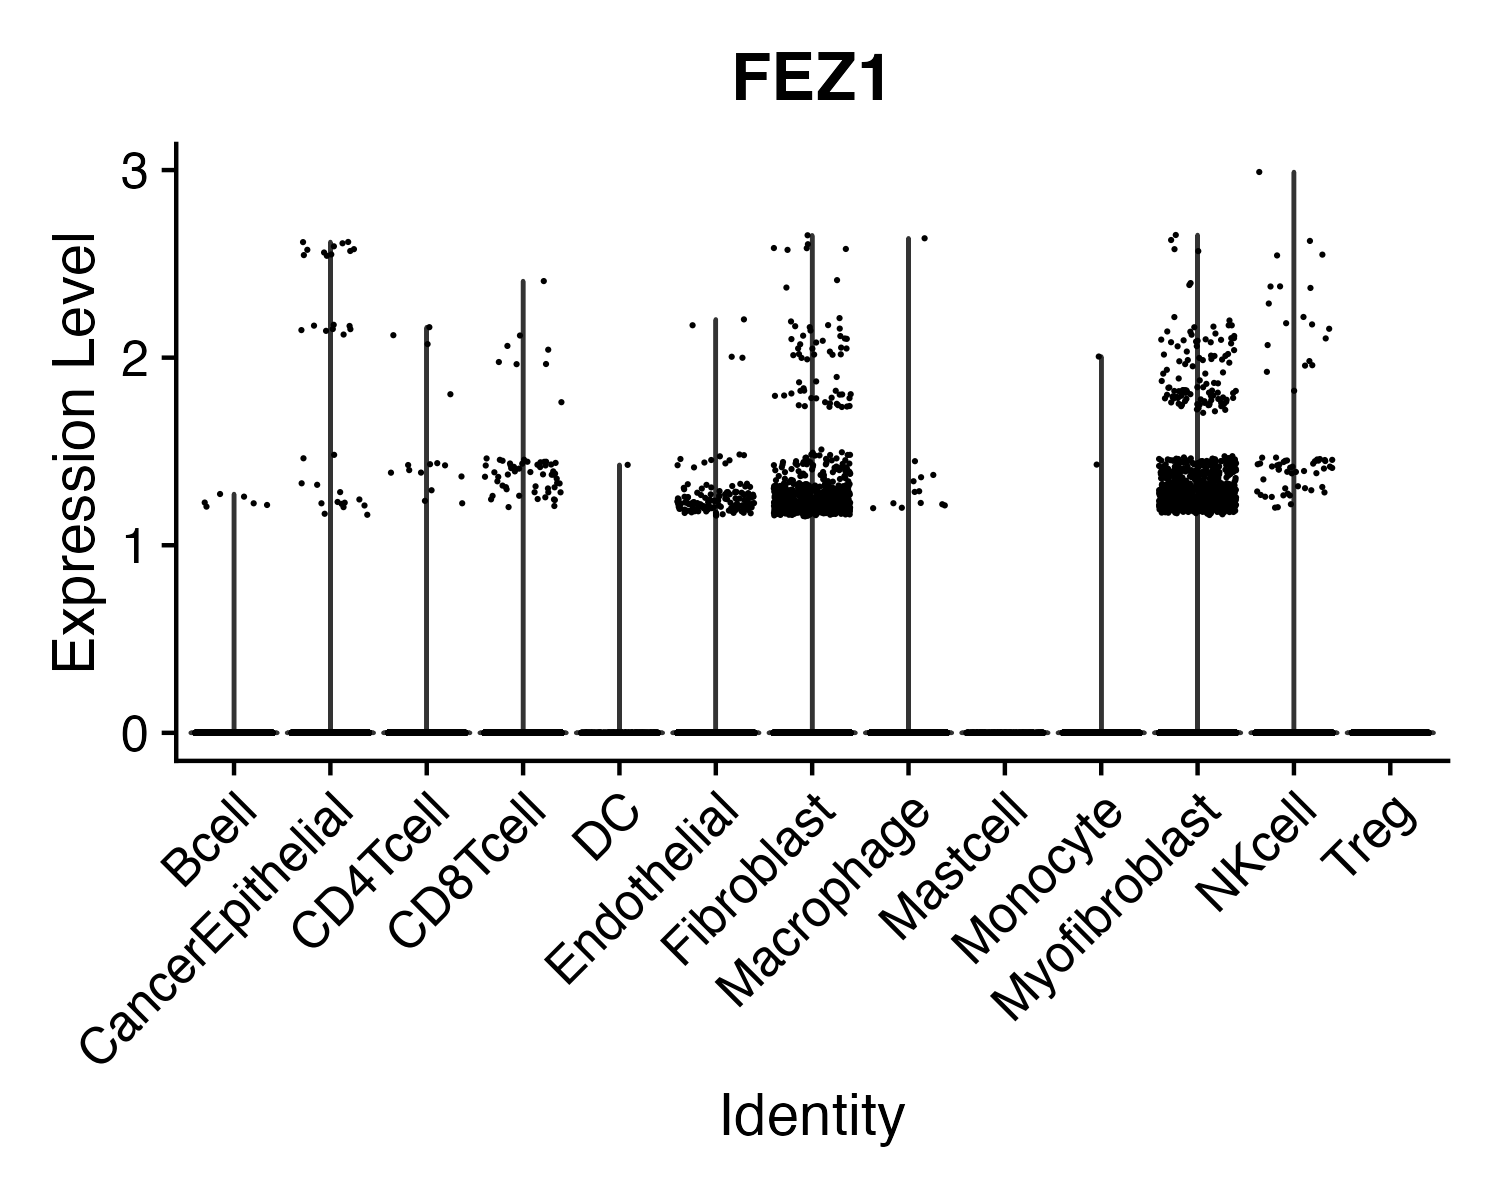 FEZ1
Expression Level
3
2
1
0
Bcell
CancerEpithelial
CD4Tcell
CD8Tcell
DC
Endothelial
Fibroblast
Macrophage
Mastcell
Monocyte
Myofibroblast
NKcell
Treg
Identity